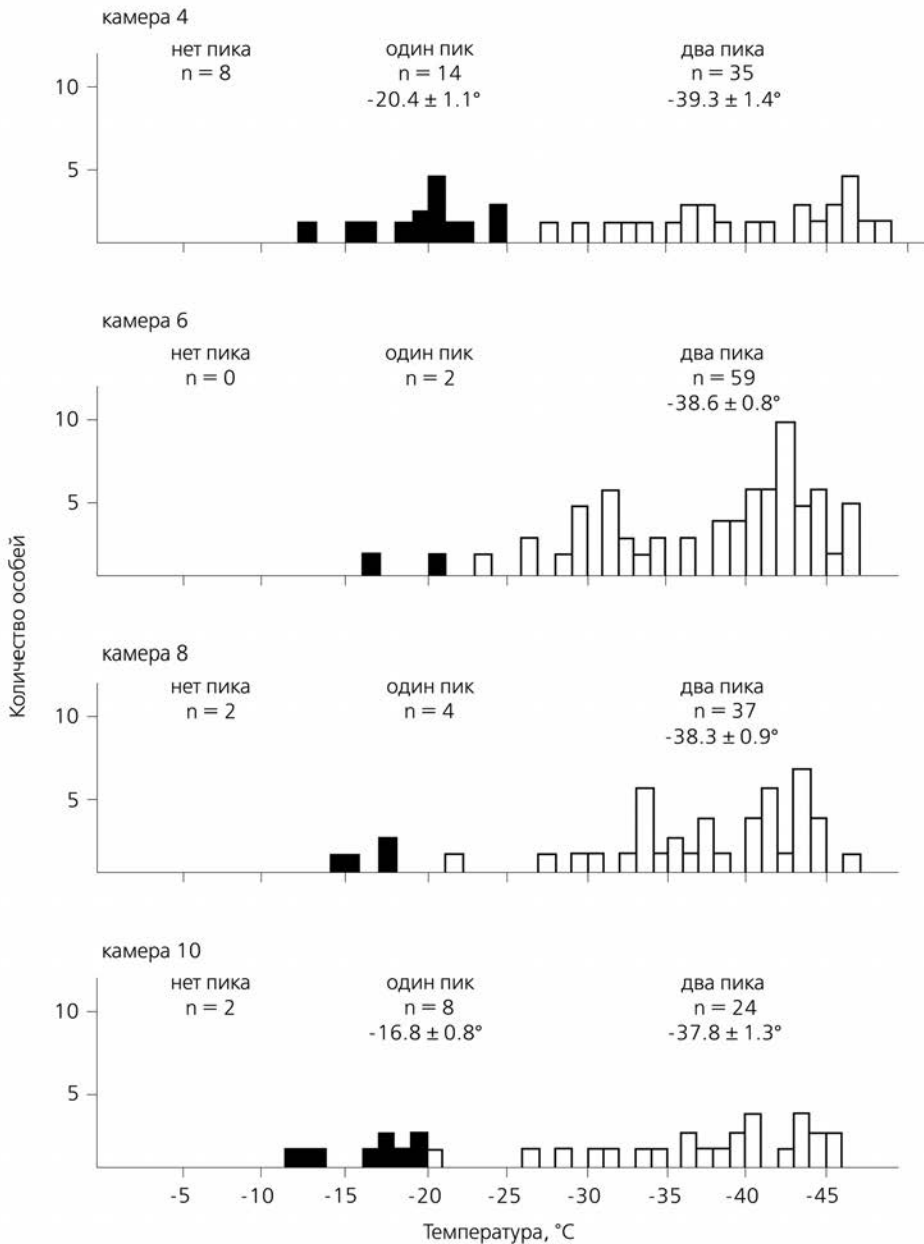 камера 4
нет пика
n = 8
один пик
n = 14
-20.4 ± 1.1°
два пика
n = 35
-39.3 ± 1.4°
10
5
камера 6
нет пика
n = 0
один пик
n = 2
два пика
n = 59
-38.6 ± 0.8°
10
5
Количество особей
камера 8
нет пика
n = 2
один пик
n = 4
два пика
n = 37
-38.3 ± 0.9°
10
5
камера 10
нет пика
n = 2
один пик
n = 8
-16.8 ± 0.8°
два пика
n = 24
-37.8 ± 1.3°
10
5
-5 -10 -15 -20 -25 -30 -35 -40 -45
Температура, °C